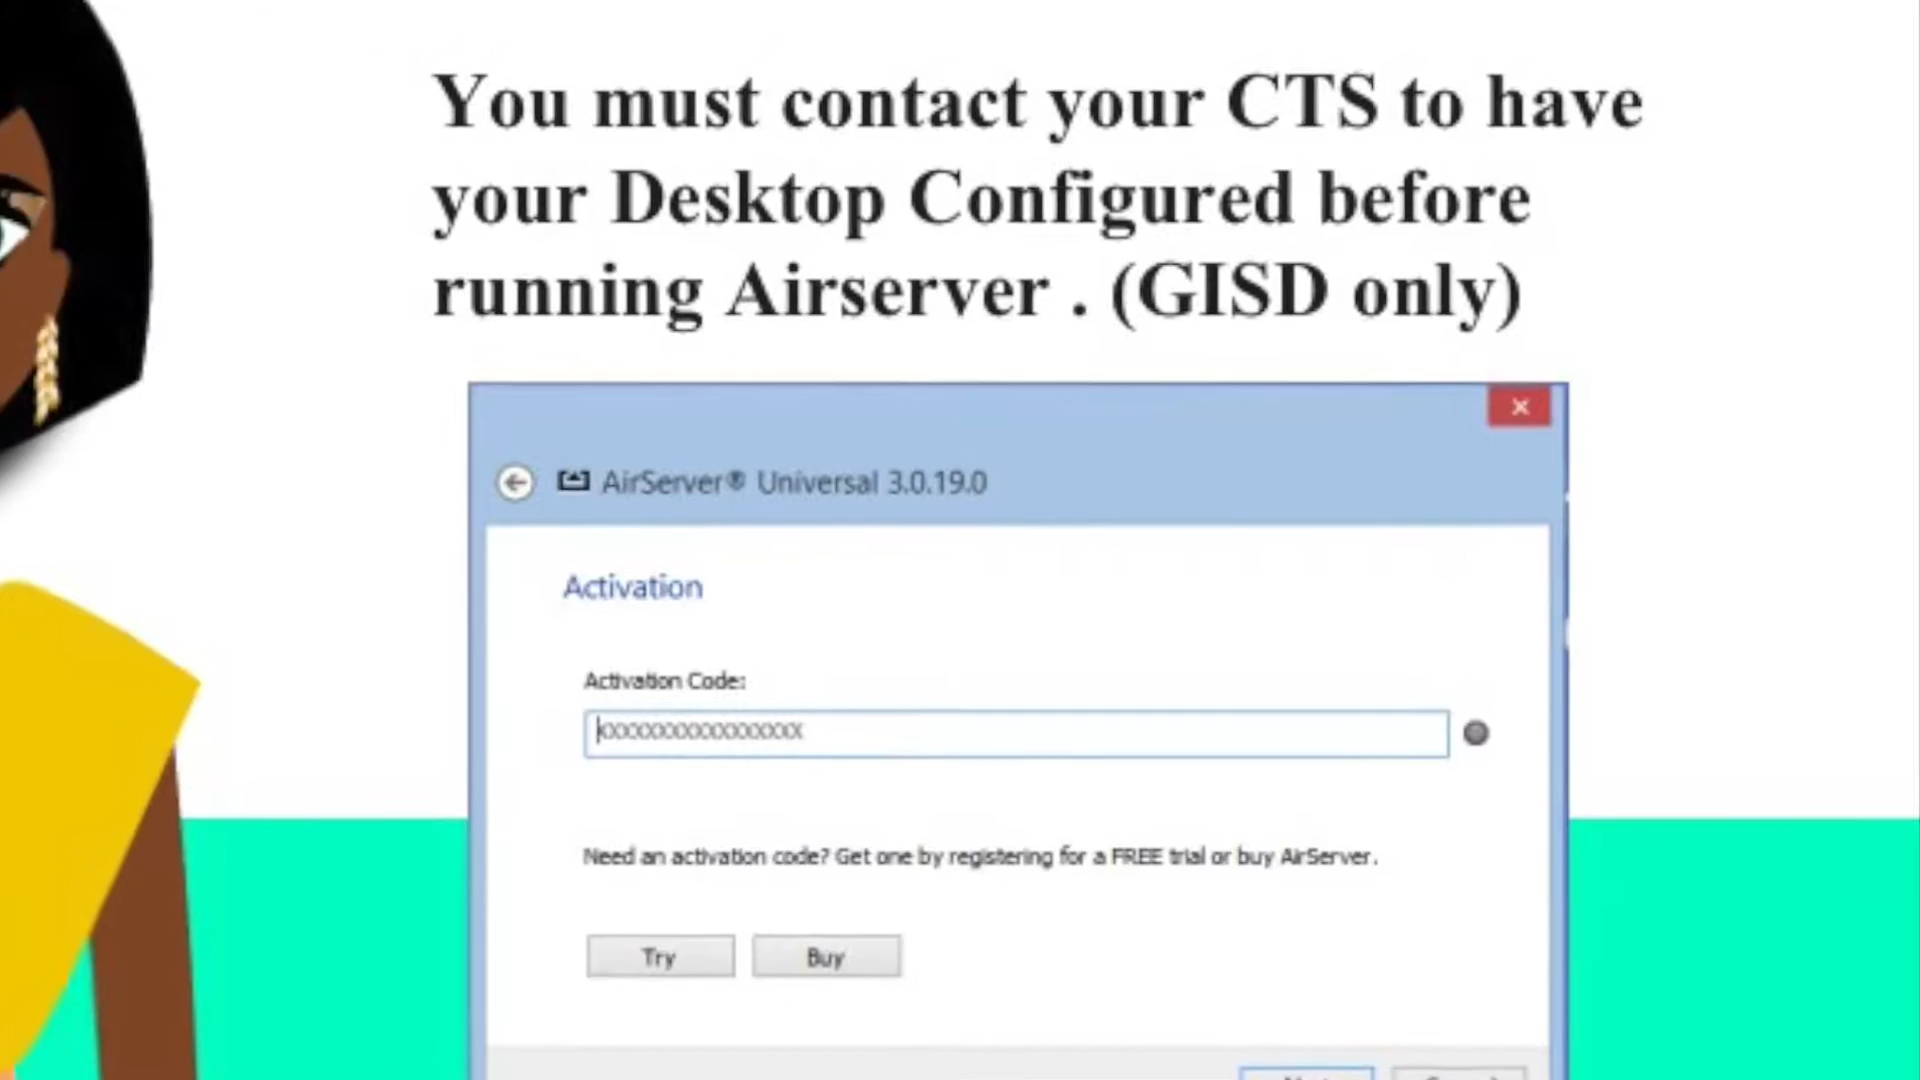 You must contact your CTS to have
your Desktop Configured before
running Airserver . (GISD only)
AirServer® Universal 3.0.19.0
Activation
Activation Code:
Need an activation code? Get one by registering for a FREE trial or buy AirServer.
Try Buy